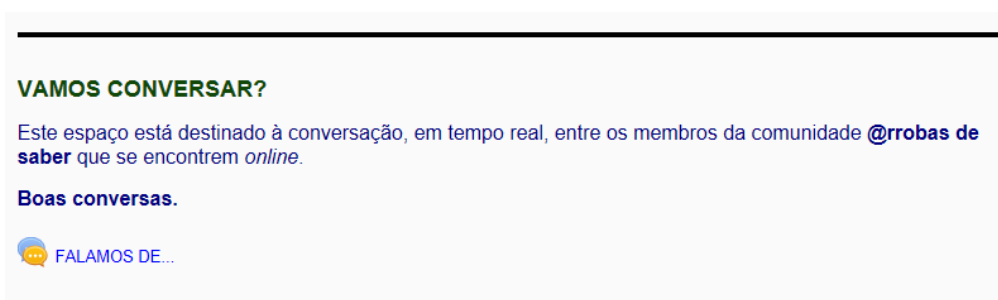 VAMOS CONVERSAR?
Este espaço está destinado à conversação, em tempo real, entre os membros da comunidade @rrobas de
saber que se encontrem online.
Boas conversas.
FALAMOS DE...